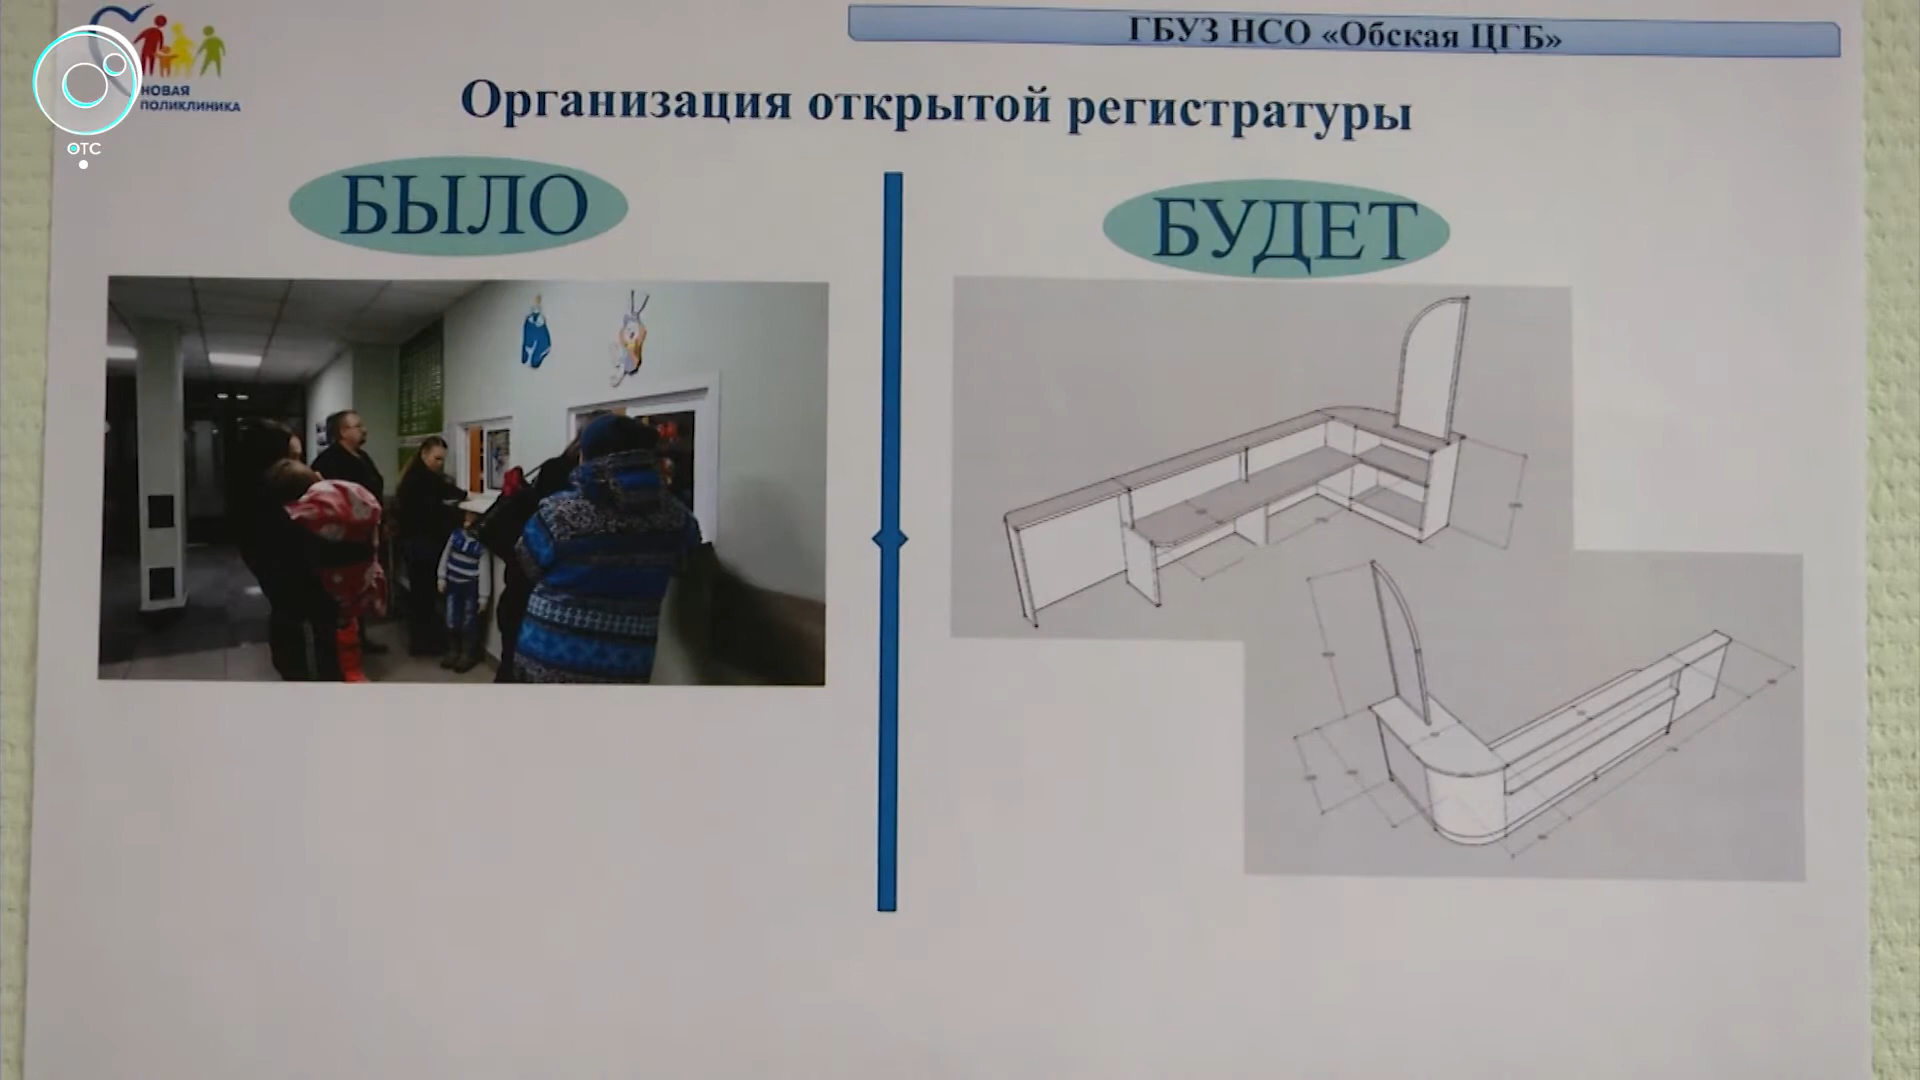 ГБУЗ НСО «Обская ЦГБ»
НОВАЯ
ПОЛИКЛИНИКА
ОТС
Организация открытой регистратуры
БЫЛО
БУДЕТ